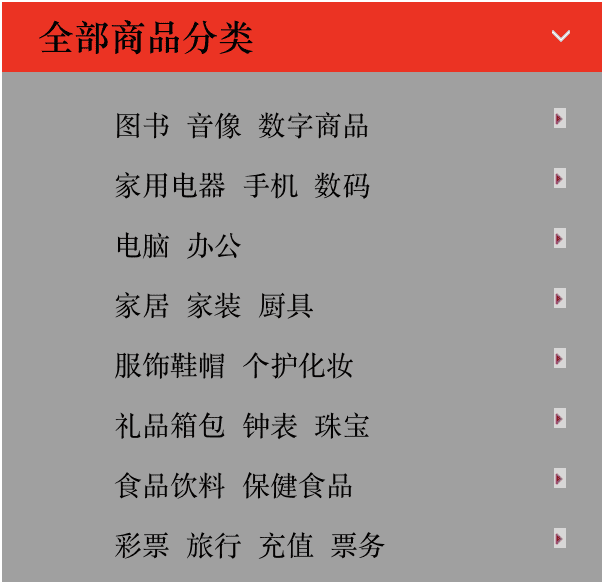 全部商品分类
图书 音像 数字商品
家用电器 手机 数码
电脑 办公
家居 家装 厨具
服饰鞋帽 个护化妆
礼品箱包 钟表 珠宝
食品饮料 保健食品
彩票 旅行 充值 票务